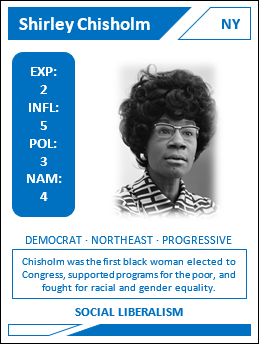 Shirley Chisholm NY
EXP:
2
INFL:
5
POL:
3
NAM:
4
DEMOCRAT · NORTHEAST · PROGRESSIVE
Chisholm was the first black woman elected to
Congress, supported programs for the poor, and
fought for racial and gender equality.
SOCIAL LIBERALISM